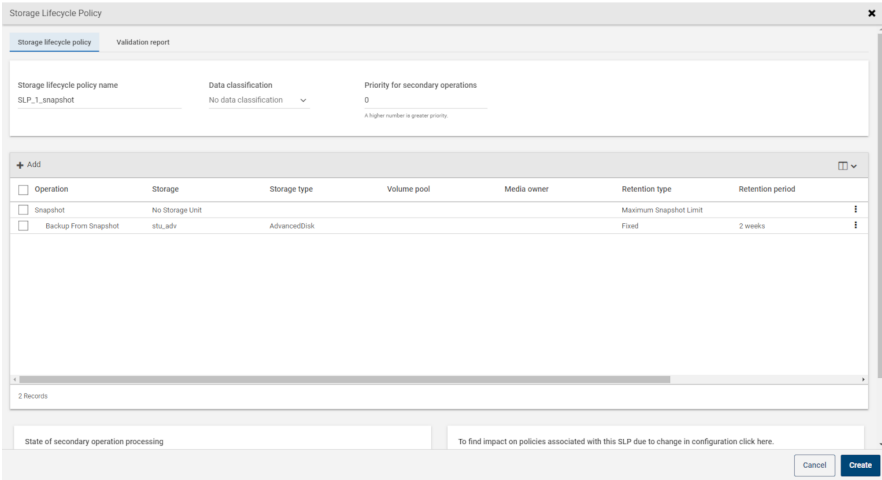 Storage Lifecycle Policy
Storage lifecycle policy Validation report
Storage lifecycle policy name Data classification Priority for secondary operations
SLP_1_snapshot No data classification 0
A higher number is greater priority.
+ Add
Operation Storage Storage type Volume pool Media owner Retention type Retention period
Snapshot No Storage Unit Maximum Snapshot Limit
Backup From Snapshot stu_adv AdvancedDisk Fixed 2 weeks
2 Records
State of secondary operation processing To find impact on policies associated with this SLP due to change in configuration click here.
Cancel Create